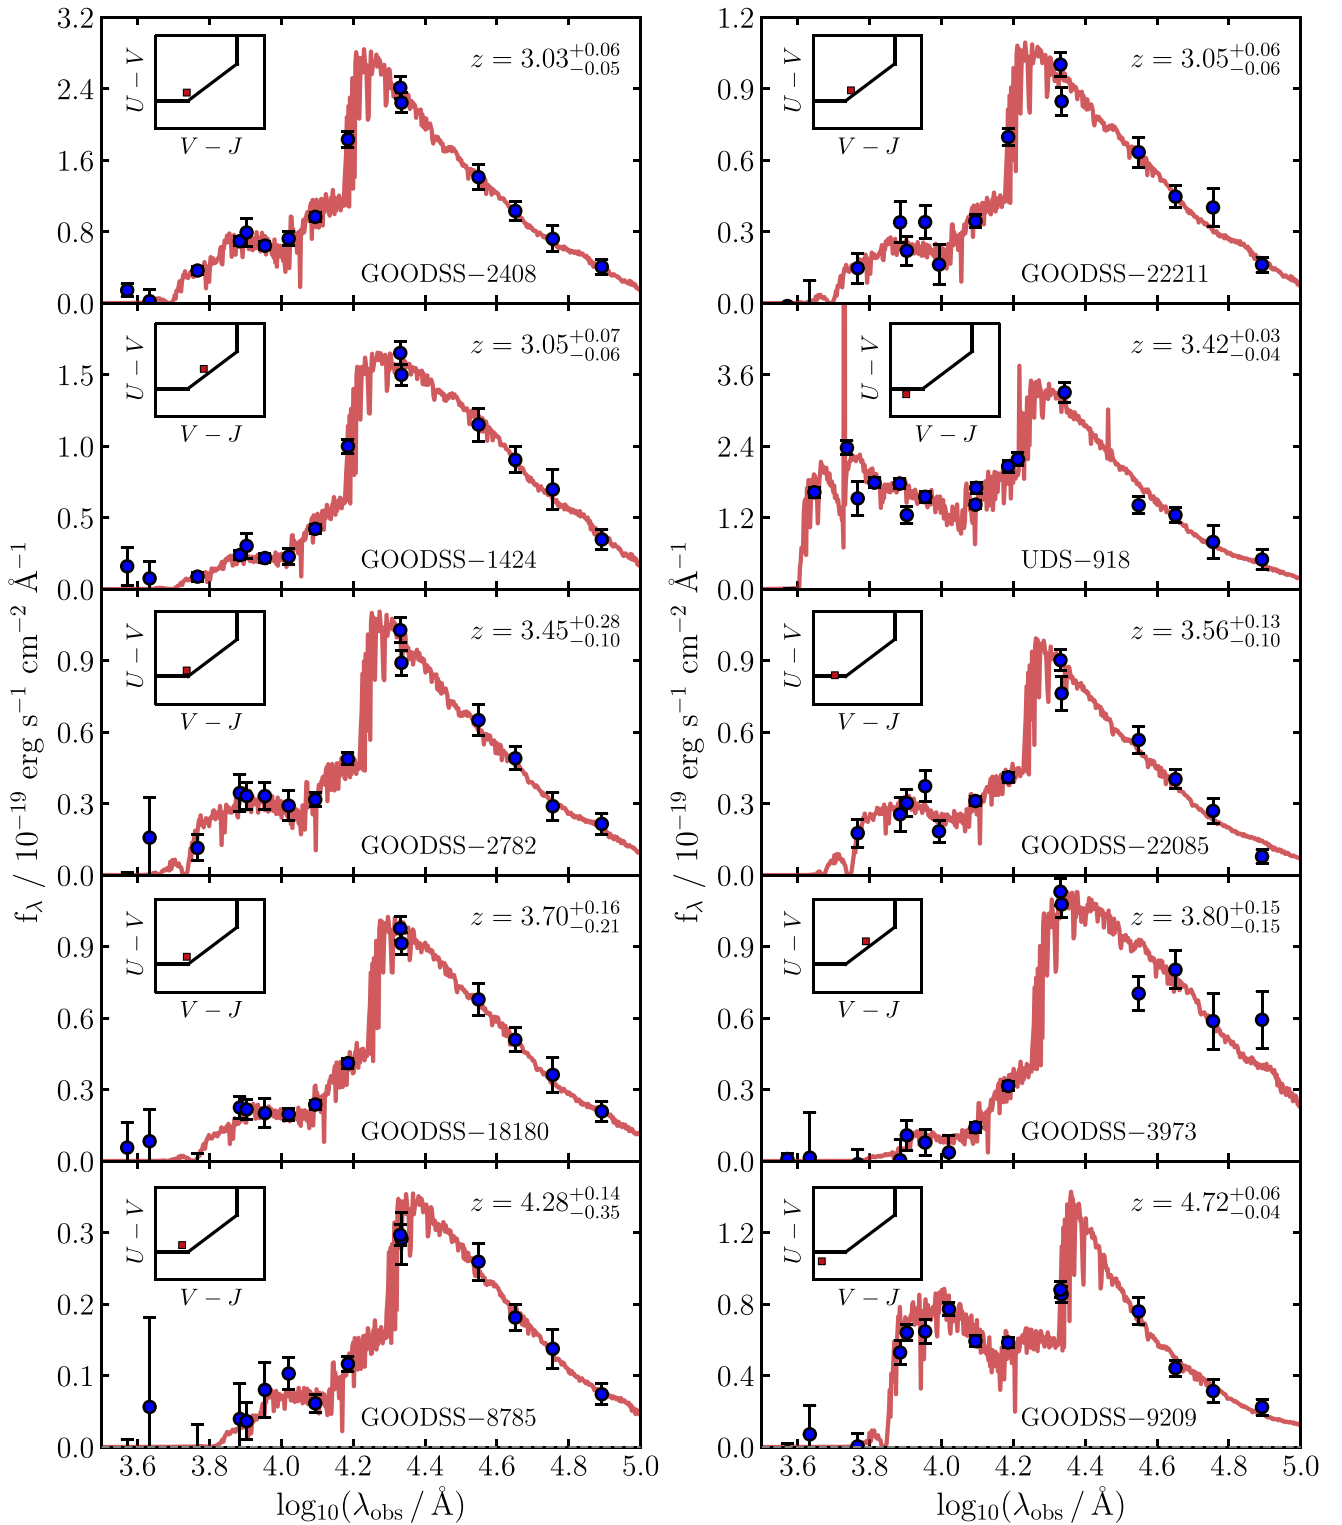 f_λ / 10^−19 erg s^−1 cm^−2 Å^−1
3.2
2.4
1.6
0.8
0.0
U − V
V − J
z = 3.03^{+0.06}_{−0.05}
GOODSS−2408
1.2
0.9
0.6
0.3
0.0
U − V
V − J
z = 3.05^{+0.06}_{−0.06}
GOODSS−22211
1.5
1.0
0.5
0.0
U − V
V − J
z = 3.05^{+0.07}_{−0.06}
GOODSS−1424
3.6
2.4
1.2
0.0
U − V
V − J
z = 3.42^{+0.03}_{−0.04}
UDS−918
0.9
0.6
0.3
0.0
U − V
V − J
z = 3.45^{+0.28}_{−0.10}
GOODSS−2782
f_λ / 10^−19 erg s^−1 cm^−2 Å^−1
0.9
0.6
0.3
0.0
U − V
V − J
z = 3.56^{+0.13}_{−0.10}
GOODSS−22085
0.9
0.6
0.3
0.0
U − V
V − J
z = 3.70^{+0.16}_{−0.21}
GOODSS−18180
0.9
0.6
0.3
0.0
U − V
V − J
z = 3.80^{+0.15}_{−0.15}
GOODSS−3973
0.3
0.2
0.1
0.0
U − V
V − J
z = 4.28^{+0.14}_{−0.35}
GOODSS−8785
1.2
0.8
0.4
0.0
U − V
V − J
z = 4.72^{+0.06}_{−0.04}
GOODSS−9209
3.6 3.8 4.0 4.2 4.4 4.6 4.8 5.0
3.6 3.8 4.0 4.2 4.4 4.6 4.8 5.0
log_10(λ_obs / Å)
log_10(λ_obs / Å)